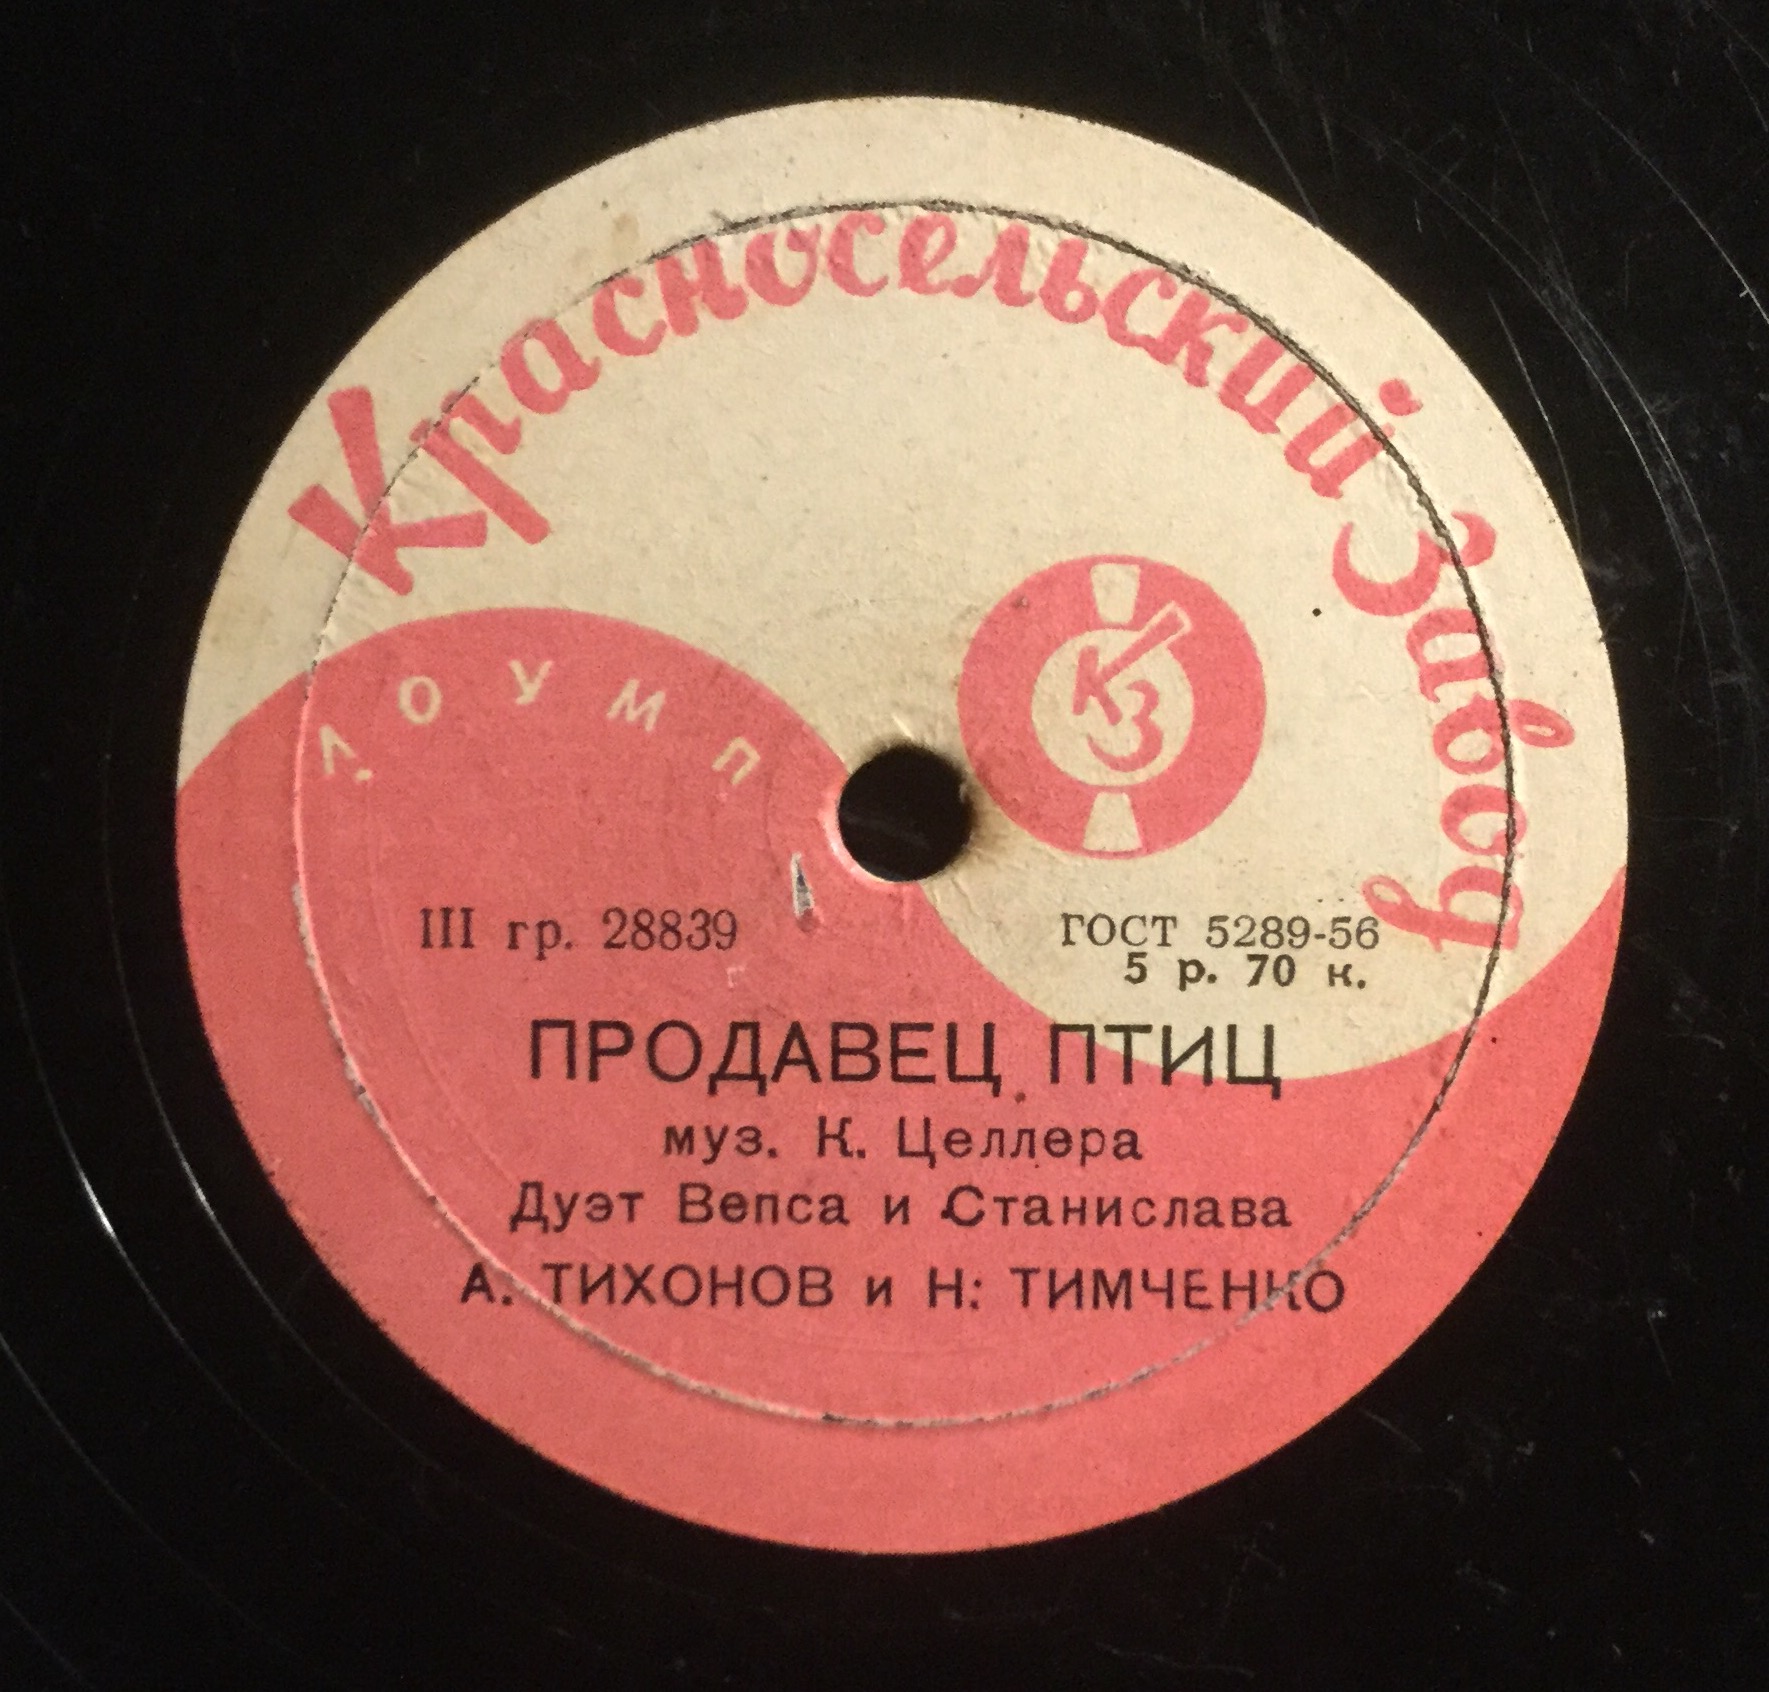 Красносельский Завод
ЛОУМП
КЗ
III гр. 28839
ГОСТ 5289-56
5 р. 70 к.
ПРОДАВЕЦ ПТИЦ
муз. К. Целлера
Дуэт Вепса и Станислава
А. ТИХОНОВ и Н. ТИМЧЕНКО